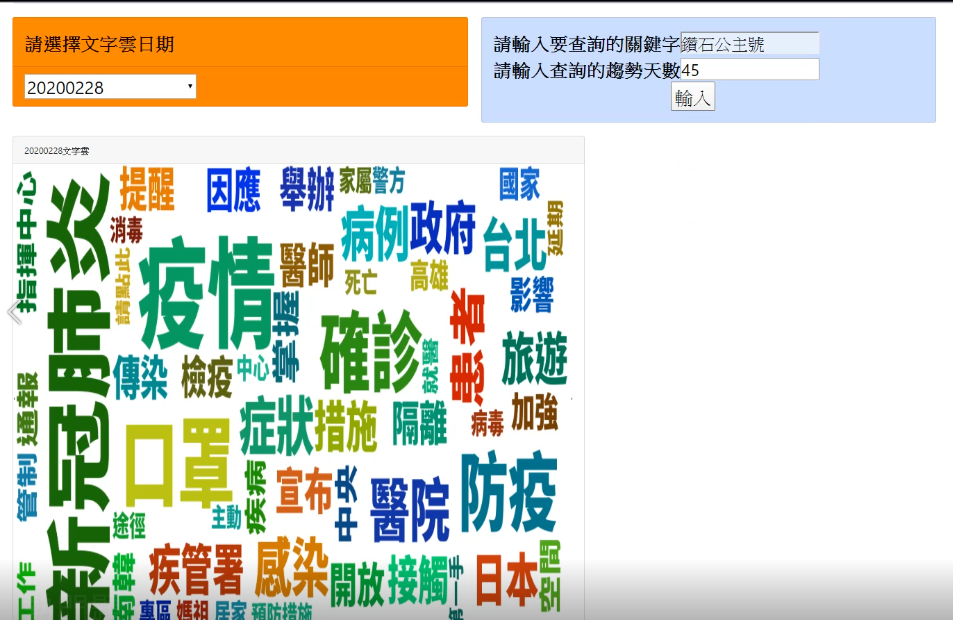 請選擇文字雲日期
20200228
請輸入要查詢的關鍵字 鑽石公主號
請輸入查詢的趨勢天數 45
輸入
20200228文字雲
指揮中心
新冠肺炎
提醒
因應
舉辦
家屬
警方
國家
消毒
請點此
疫情
醫師
病例
政府
死亡
高雄
台北
延期
影響
掌握
確診
患者
旅遊
通報
傳染
檢疫
中心
就醫
口罩
症狀
措施
隔離
病毒
加強
管制
途徑
主動
疾病
宣布
中央
醫院
防疫
工作
南韓
疾管署
感染
開放
接觸
第一手
日本
空間
專區
媽祖
居家
預防措施